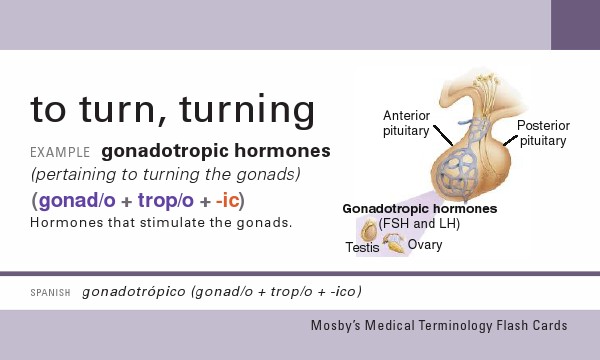 to turn, turning
EXAMPLE gonadotropic hormones
(pertaining to turning the gonads)
(gonad/o + trop/o + -ic)
Hormones that stimulate the gonads.
Anterior
pituitary
Posterior
pituitary
Gonadotropic hormones
(FSH and LH)
Testis
Ovary
SPANISH gonadotrópico (gonad/o + trop/o + -ico)
Mosby's Medical Terminology Flash Cards